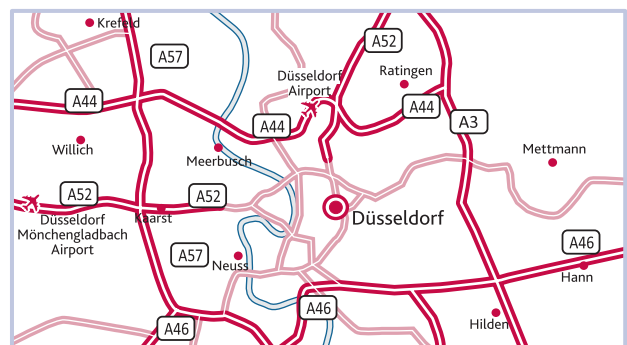 Krefeld
A52
A57
Düsseldorf
Airport
Ratingen
A44
A44
A44
A3
Willich
Meerbusch
Mettmann
A52
A52
Kaarst
Düsseldorf
Mönchengladbach
Airport
Düsseldorf
A57
Neuss
A46
Hann
A46
Hilden
A46